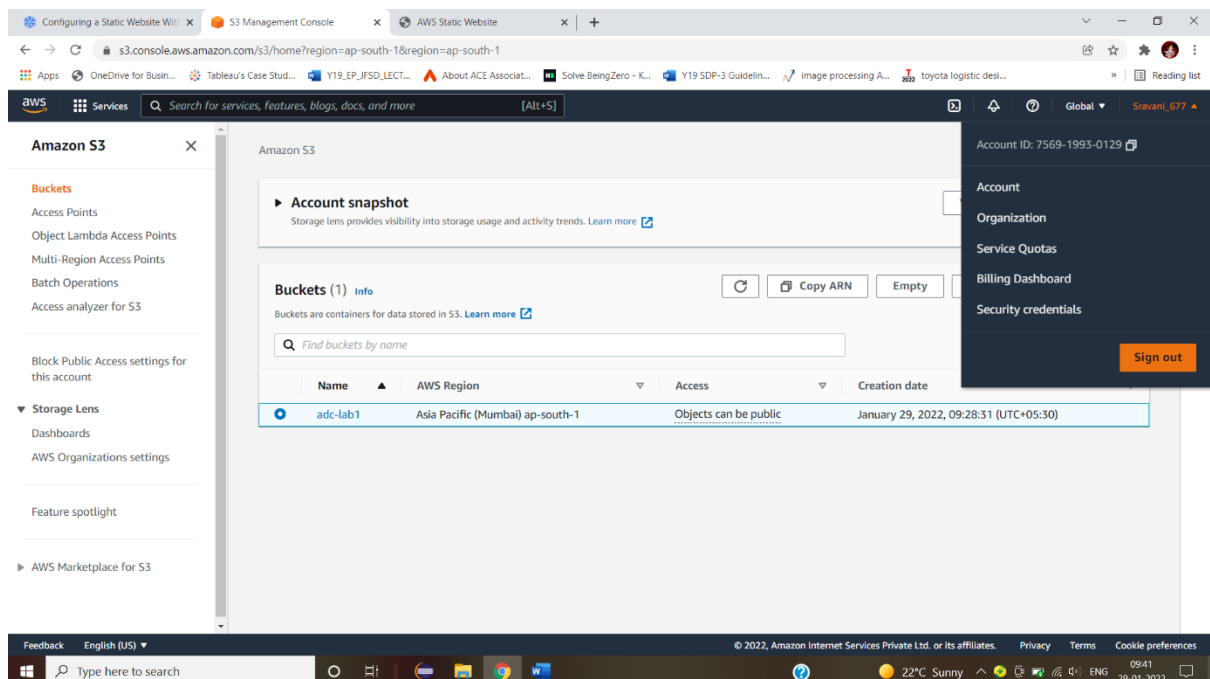 Configuring a Static Website Wit
S3 Management Console
AWS Static Website
s3.console.aws.amazon.com/s3/home?region=ap-south-1&region=ap-south-1
Apps
OneDrive for Busin...
Tableau's Case Stud...
Y19_EP_JFSD_LECT...
About ACE Associat...
Solve BeingZero - K...
Y19 SDP-3 Guidelin...
image processing A...
toyota logistic desi...
»
Reading list
aws
Services
Search for services, features, blogs, docs, and more
[Alt+S]
Global
Sravani_677
Amazon S3
Buckets
Access Points
Object Lambda Access Points
Multi-Region Access Points
Batch Operations
Access analyzer for S3
Block Public Access settings for
this account
Storage Lens
Dashboards
AWS Organizations settings
Feature spotlight
AWS Marketplace for S3
Amazon S3
Account snapshot
Storage lens provides visibility into storage usage and activity trends. Learn more
Buckets (1) Info
Buckets are containers for data stored in S3. Learn more
Copy ARN
Empty
Find buckets by name
Name
AWS Region
Access
Creation date
adc-lab1
Asia Pacific (Mumbai) ap-south-1
Objects can be public
January 29, 2022, 09:28:31 (UTC+05:30)
Account ID: 7569-1993-0129
Account
Organization
Service Quotas
Billing Dashboard
Security credentials
Sign out
Feedback
English (US)
© 2022, Amazon Internet Services Private Ltd. or its affiliates.
Privacy
Terms
Cookie preferences
Type here to search
22°C Sunny
ENG
09:41
29-01-2022